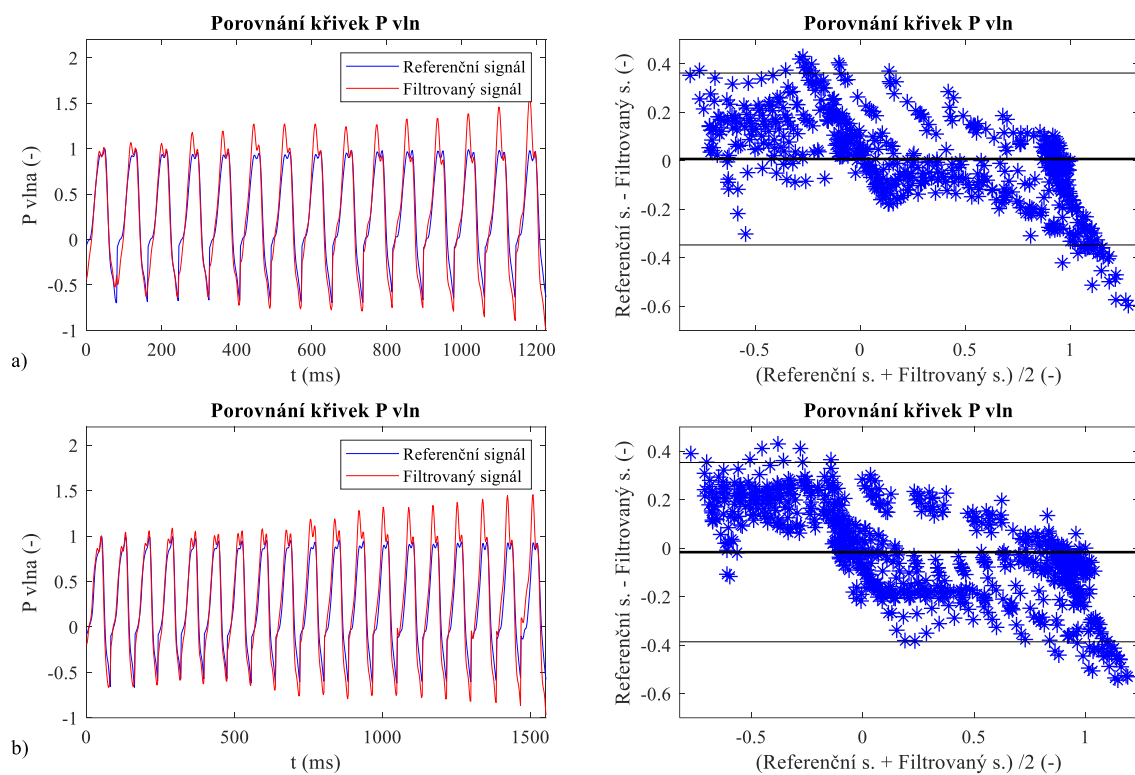 Porovnání křivek P vln
2
1.5
1
0.5
0
-0.5
-1
P vlna (-)
Referenční signál
Filtrovaný signál
0 200 400 600 800 1000 1200
t (ms)
a)
Porovnání křivek P vln
0.4
0.2
0
-0.2
-0.4
-0.6
Referenční s. - Filtrovaný s. (-)
-0.5 0 0.5 1
(Referenční s. + Filtrovaný s.) /2 (-)
Porovnání křivek P vln
2
1.5
1
0.5
0
-0.5
-1
P vlna (-)
Referenční signál
Filtrovaný signál
0 500 1000 1500
t (ms)
b)
Porovnání křivek P vln
0.4
0.2
0
-0.2
-0.4
-0.6
Referenční s. - Filtrovaný s. (-)
-0.5 0 0.5 1
(Referenční s. + Filtrovaný s.) /2 (-)